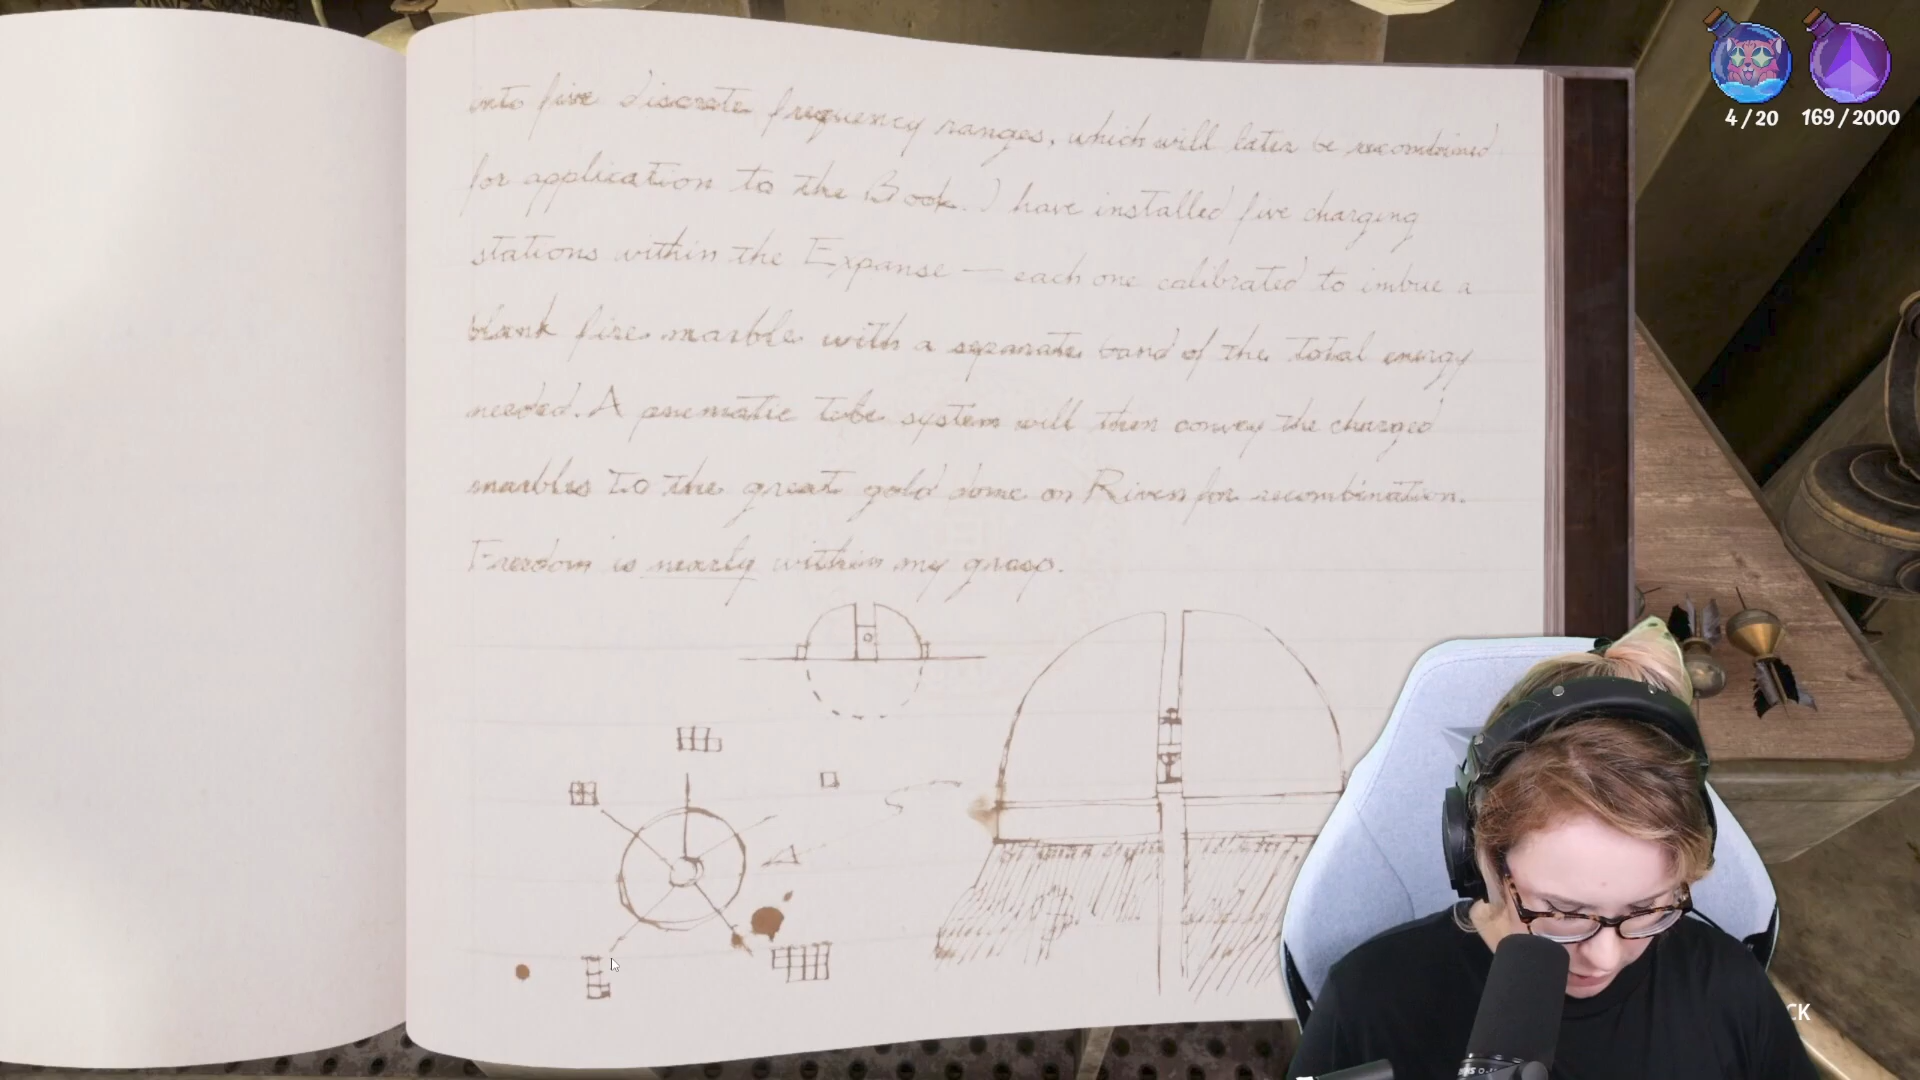 4/20
169/2000
into five discrete frequency ranges, which will later be recombined
for application to the Book. I have installed five charging
stations within the Expanse — each one calibrated to imbue a
blank fire marble with a separate band of the total energy
needed. A pnematic tube system will then convey the charged
marbles to the great gold dome on Riven for recombination.
Freedom is nearly within my grasp.
CK